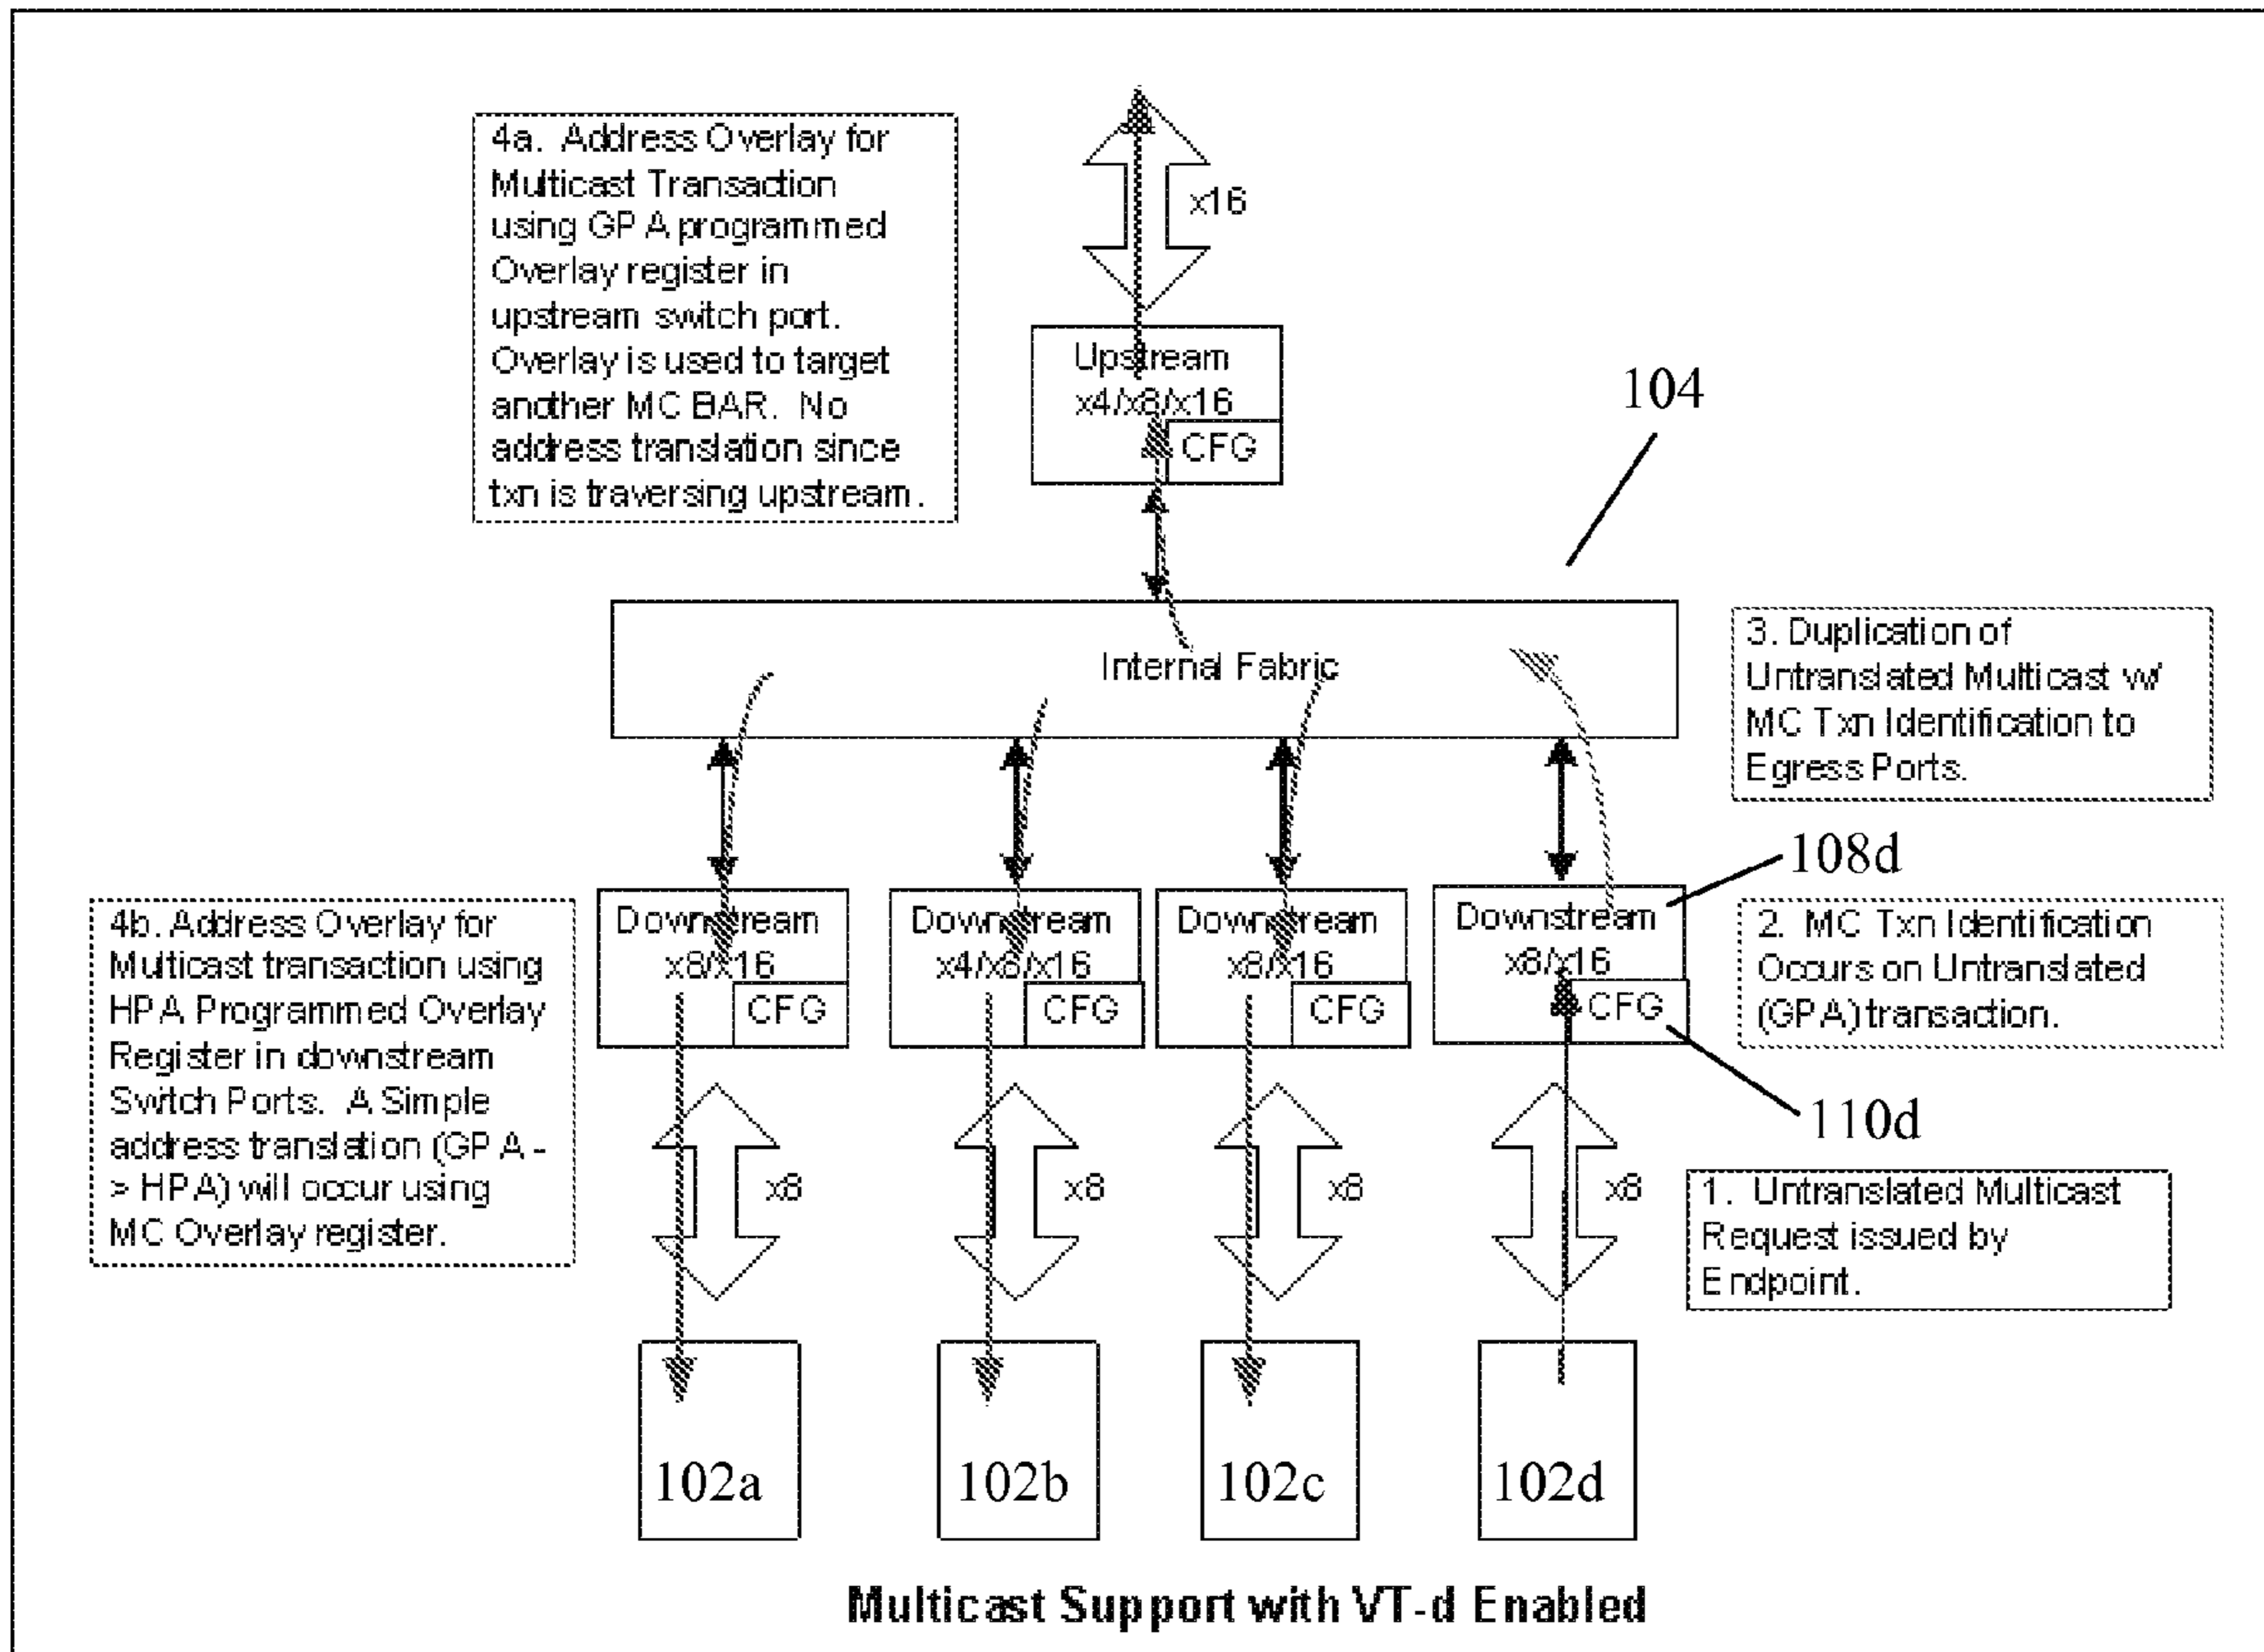 4a. Address Overlay for
Multicast Transaction
using GPA programmed
Overlay register in
upstream switch port.
Overlay is used to target
another MC BAR. No
address translation since
txn is traversing upstream.
x16
Upstream
x4/x8/x16
CFG
104
Internal Fabric
3. Duplication of
Untranslated Multicast w/
MC Txn Identification to
Egress Ports.
108d
4b. Address Overlay for
Multicast transaction using
HPA Programmed Overlay
Register in downstream
Switch Ports. A Simple
address translation (GPA -
> HPA) will occur using
MC Overlay register.
Downstream
x8/x16
CFG
Downstream
x4/x8/x16
CFG
Downstream
x8/x16
CFG
Downstream
x8/x16
CFG
2. MC Txn Identification
Occurs on Untranslated
(GPA) transaction.
110d
x8
x8
x8
x8
1. Untranslated Multicast
Request issued by
Endpoint.
102a
102b
102c
102d
Multicast Support with VT-d Enabled